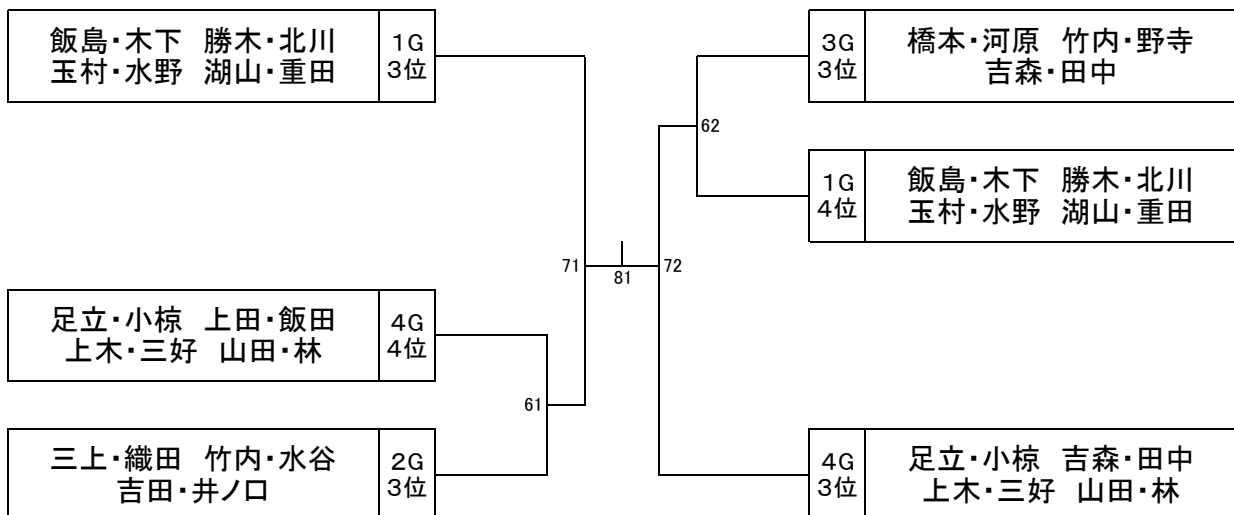 飯島・木下　勝木・北川
玉村・水野　湖山・重田
1G
3位
足立・小椋　上田・飯田
上木・三好　山田・林
4G
4位
三上・織田　竹内・水谷
吉田・井ノ口
2G
3位
61
71
81
72
62
3G
3位
橋本・河原　竹内・野寺
吉森・田中
1G
4位
飯島・木下　勝木・北川
玉村・水野　湖山・重田
4G
3位
足立・小椋　吉森・田中
上木・三好　山田・林